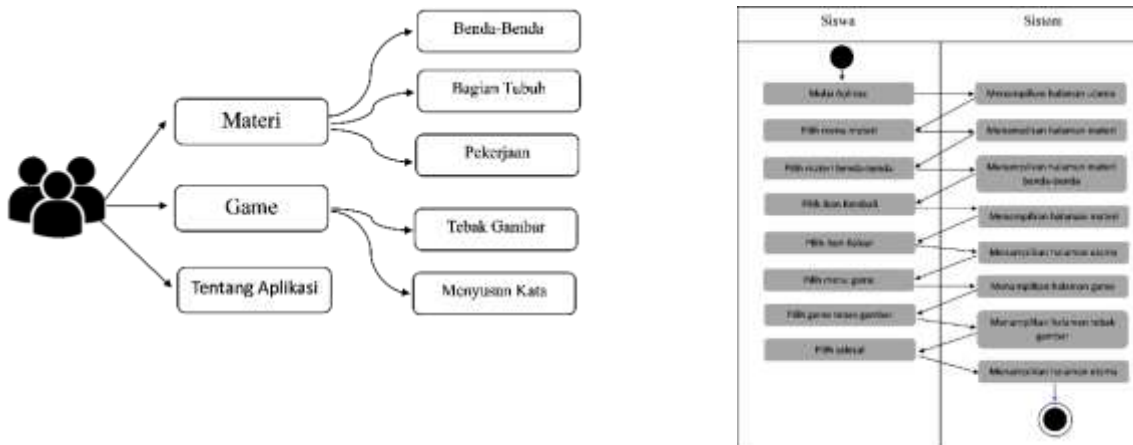 Benda-Benda
Bagian Tubuh
Materi
Pekerjaan
Game
Tebak Gambar
Tentang Aplikasi
Menyusun Kata
Siswa
Sistem
Menampilkan halaman utama
Pilih menu materi
Menampilkan halaman materi
Pilih materi benda-benda
Menampilkan halaman materi
benda-benda
Pilih ikon kembali
Menampilkan halaman materi
Pilih ikon
Menampilkan halaman utama
Pilih menu game
Menampilkan halaman game
Pilih game tebak gambar
Menampilkan halaman tebak
gambar
Pilih selesai
Menampilkan halaman utama